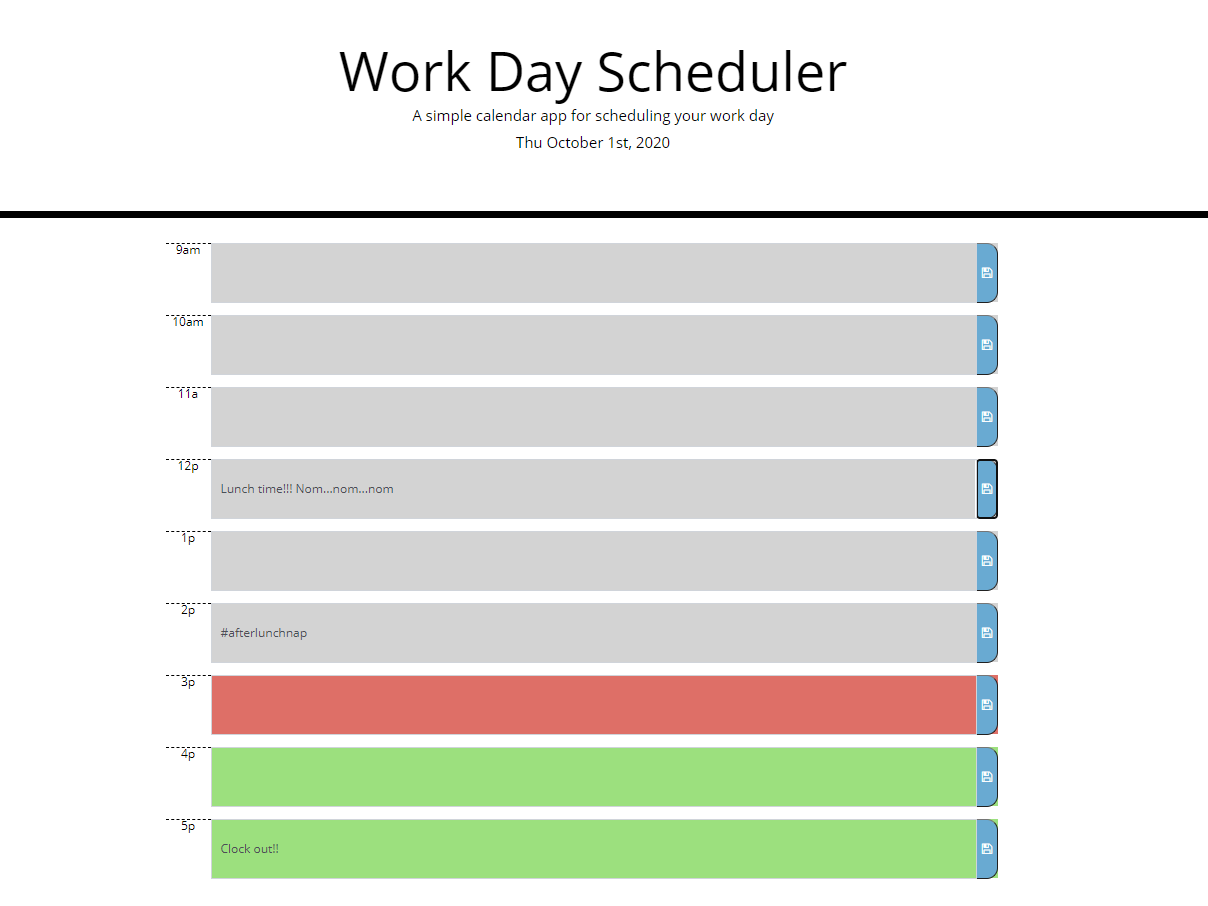 Work Day Scheduler
A simple calendar app for scheduling your work day
Thu October 1st, 2020
9am
10am
11a
12p
Lunch time!!! Nom...nom...nom
1p
2p
#afterlunchnap
3p
4p
5p
Clock out!!